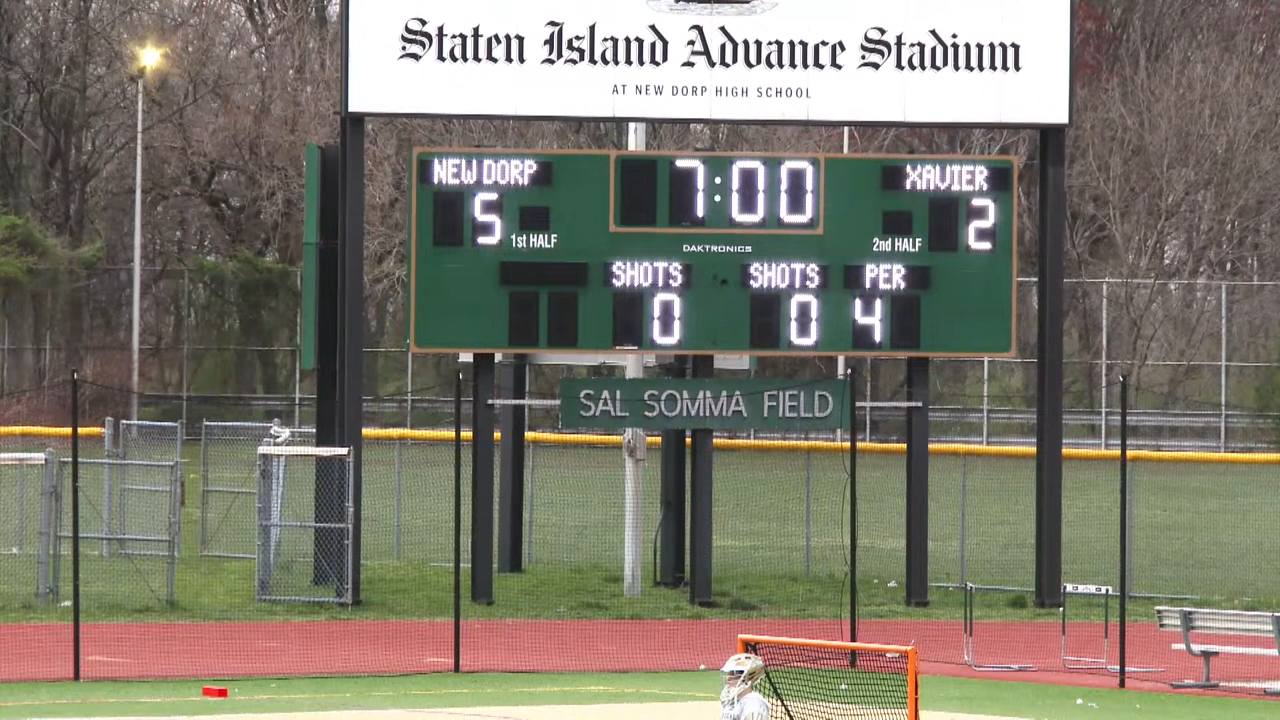 Staten Island Advance Stadium
AT NEW DORP HIGH SCHOOL
NEW DORP
7:00
XAVIER
5
2
1st HALF
DAKTRONICS
2nd HALF
SHOTS
SHOTS
PER
0
0
4
SAL SOMMA FIELD